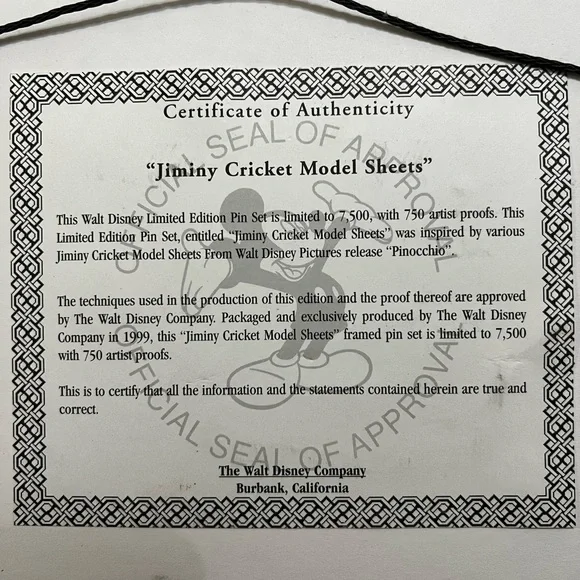 Certificate of Authenticity
“Jiminy Cricket Model Sheets”
This Walt Disney Limited Edition Pin Set is limited to 7,500, with 750 artist proofs. This
Limited Edition Pin Set, entitled “Jiminy Cricket Model Sheets” was inspired by various
Jiminy Cricket Model Sheets From Walt Disney Pictures release “Pinocchio”.
The techniques used in the production of this edition and the proof thereof are approved
by The Walt Disney Company. Packaged and exclusively produced by The Walt Disney
Company in 1999, this “Jiminy Cricket Model Sheets” framed pin set is limited to 7,500
with 750 artist proofs.
This is to certify that all the information and the statements contained herein are true and
correct.
The Walt Disney Company
Burbank, California
OFFICIAL SEAL OF APPROVAL
OFFICIAL SEAL OF APPROVAL